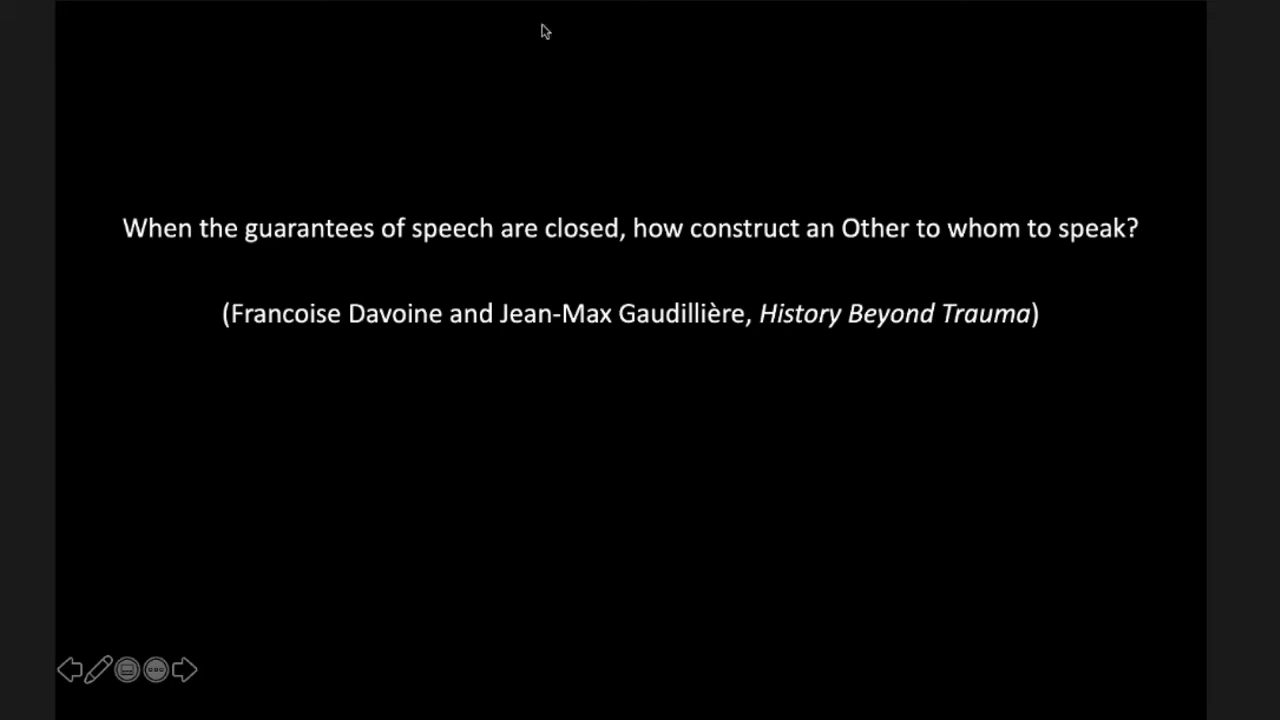 When the guarantees of speech are closed, how construct an Other to whom to speak?
(Francoise Davoine and Jean-Max Gaudillière, History Beyond Trauma)